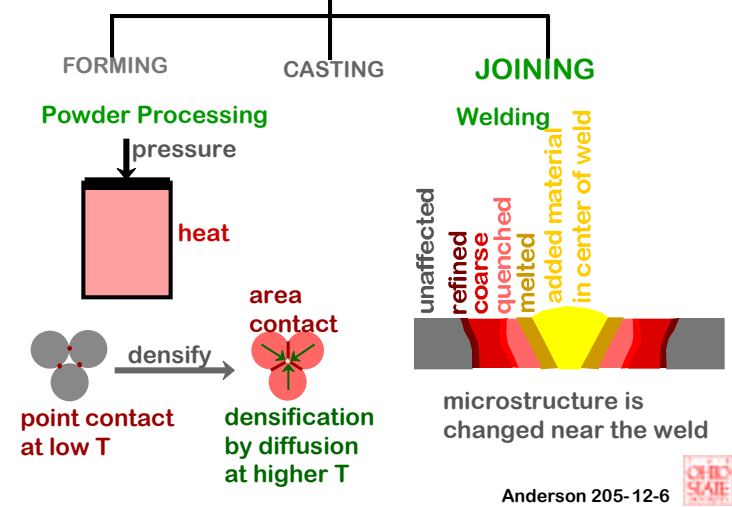 FORMING
CASTING
JOINING
Powder Processing
pressure
heat
point contact
at low T
densify
area
contact
densification
by diffusion
at higher T
Welding
unaffected
refined
coarse
quenched
melted
added material
in center of weld
microstructure is
changed near the weld
Anderson 205-12-6
OHIO
STATE